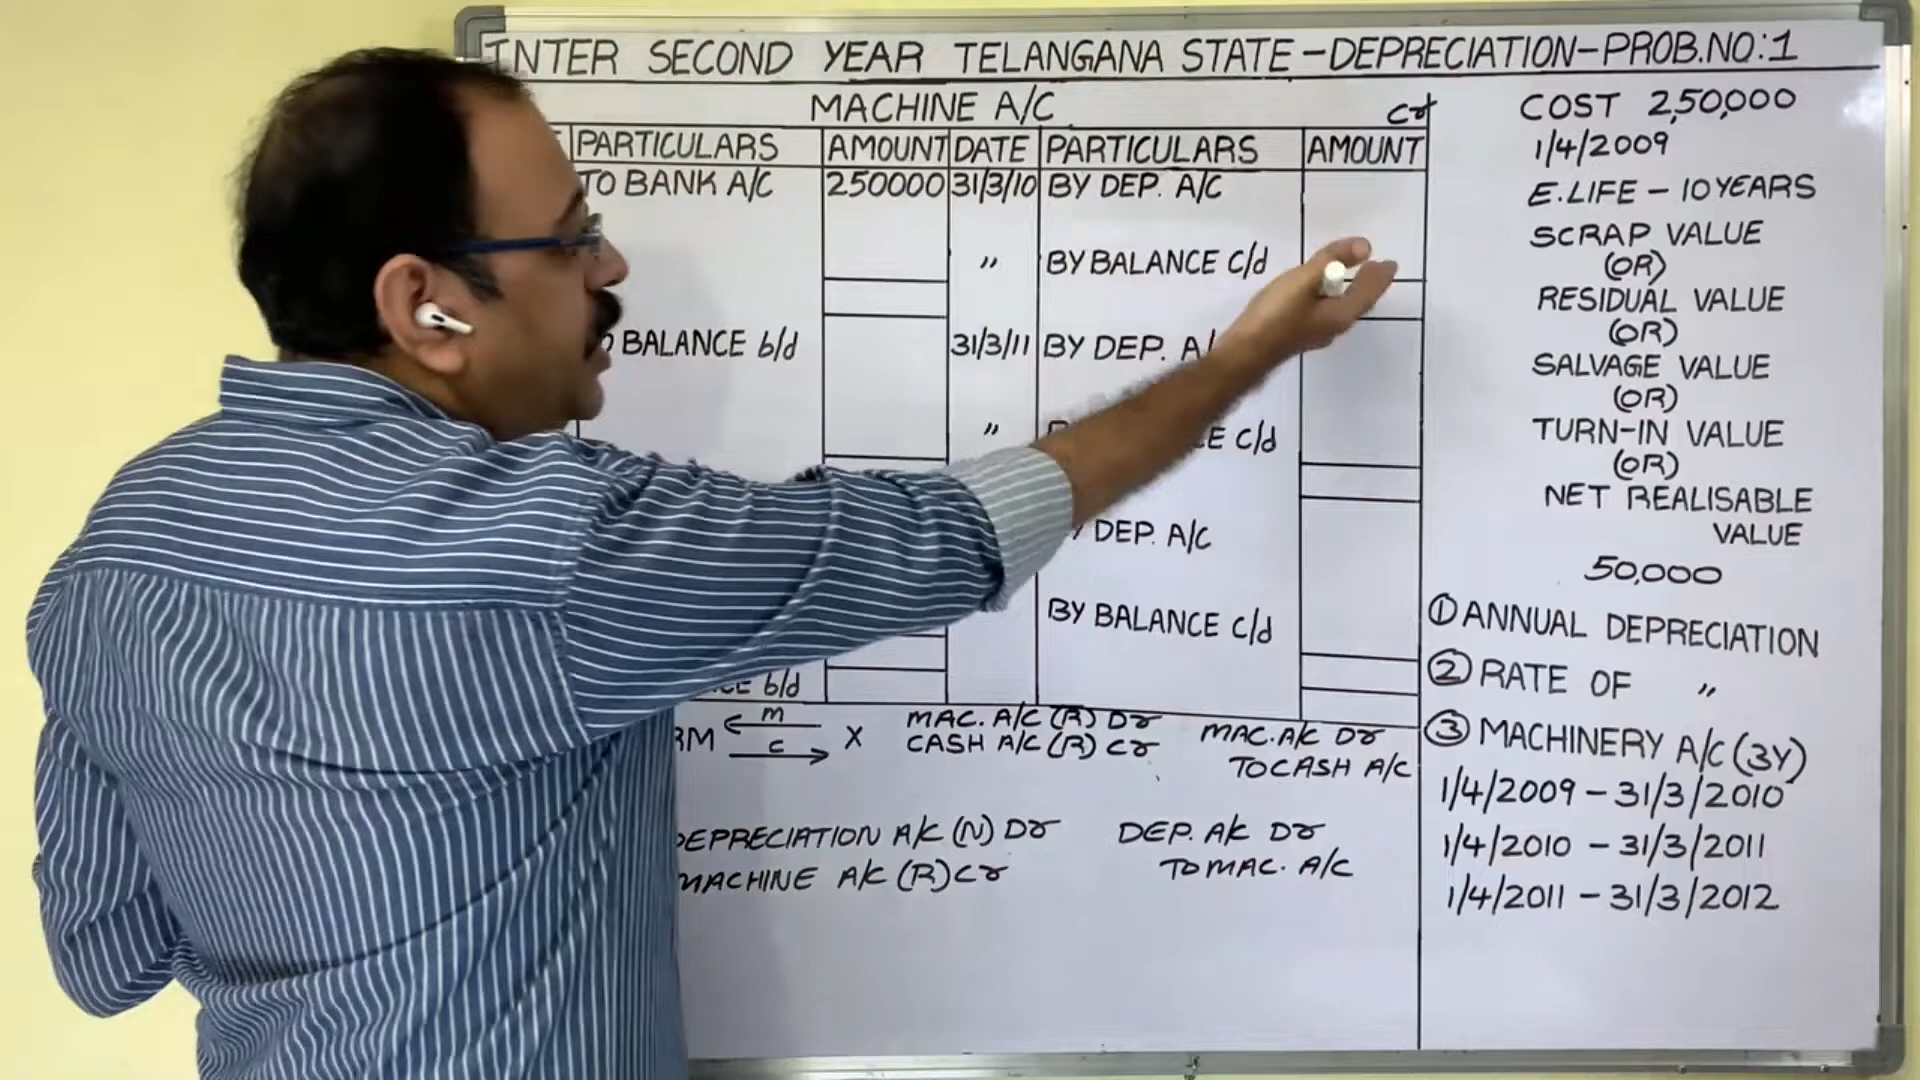 INTER SECOND YEAR TELANGANA STATE-DEPRECIATION-PROB.NO:1
MACHINE A/C
Cr
PARTICULARS AMOUNT DATE PARTICULARS AMOUNT
TO BANK A/C 250000 31/3/10 BY DEP. A/C
" BY BALANCE c/d
BALANCE b/d 31/3/11 BY DEP. A/
" c/d
DEP. A/C
BY BALANCE c/d
b/d
m
c
X
MAC. A/C (R) Dr
CASH A/C (R) Cr
MAC. A/c Dr
TO CASH A/C
DEPRECIATION A/c (N) Dr
MACHINE A/c (R) Cr
DEP. A/c Dr
TO MAC. A/C
COST 2,50,000
1/4/2009
E.LIFE - 10 YEARS
SCRAP VALUE
(OR)
RESIDUAL VALUE
(OR)
SALVAGE VALUE
(OR)
TURN-IN VALUE
(OR)
NET REALISABLE
VALUE
50,000
① ANNUAL DEPRECIATION
② RATE OF "
③ MACHINERY A/C (3Y)
1/4/2009 - 31/3/2010
1/4/2010 - 31/3/2011
1/4/2011 - 31/3/2012